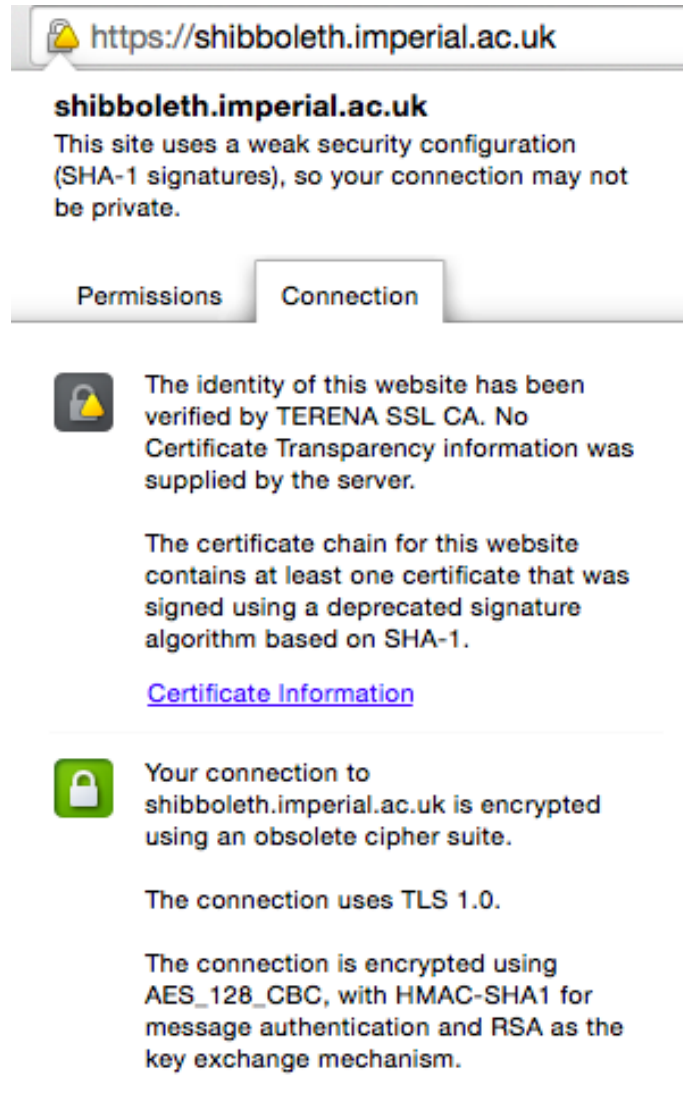 https://shibboleth.imperial.ac.uk
shibboleth.imperial.ac.uk
This site uses a weak security configuration
(SHA-1 signatures), so your connection may not
be private.
Permissions Connection
The identity of this website has been
verified by TERENA SSL CA. No
Certificate Transparency information was
supplied by the server.
The certificate chain for this website
contains at least one certificate that was
signed using a deprecated signature
algorithm based on SHA-1.
Certificate Information
Your connection to
shibboleth.imperial.ac.uk is encrypted
using an obsolete cipher suite.
The connection uses TLS 1.0.
The connection is encrypted using
AES_128_CBC, with HMAC-SHA1 for
message authentication and RSA as the
key exchange mechanism.